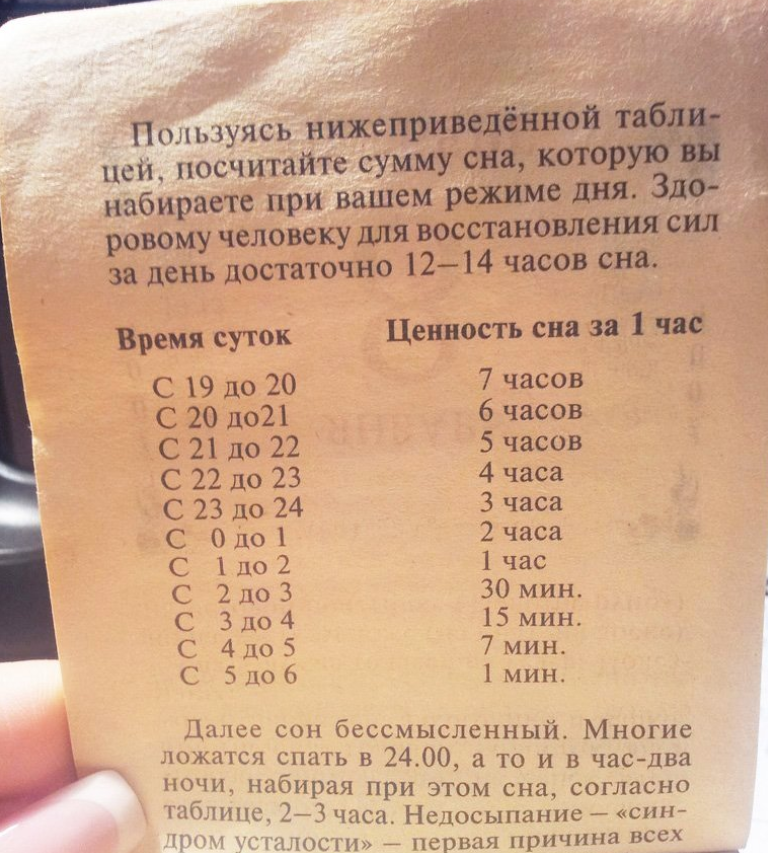 Пользуясь нижеприведённой табли-
цей, посчитайте сумму сна, которую вы
набираете при вашем режиме дня. Здо-
ровому человеку для восстановления сил
за день достаточно 12–14 часов сна.
Время суток Ценность сна за 1 час
С 19 до 20 7 часов
С 20 до21 6 часов
С 21 до 22 5 часов
С 22 до 23 4 часа
С 23 до 24 3 часа
С 0 до 1 2 часа
С 1 до 2 1 час
С 2 до 3 30 мин.
С 3 до 4 15 мин.
С 4 до 5 7 мин.
С 5 до 6 1 мин.
Далее сон бессмысленный. Многие
ложатся спать в 24.00, а то и в час-два
ночи, набирая при этом сна, согласно
таблице, 2–3 часа. Недосыпание – «син-
дром усталости» – первая причина всех